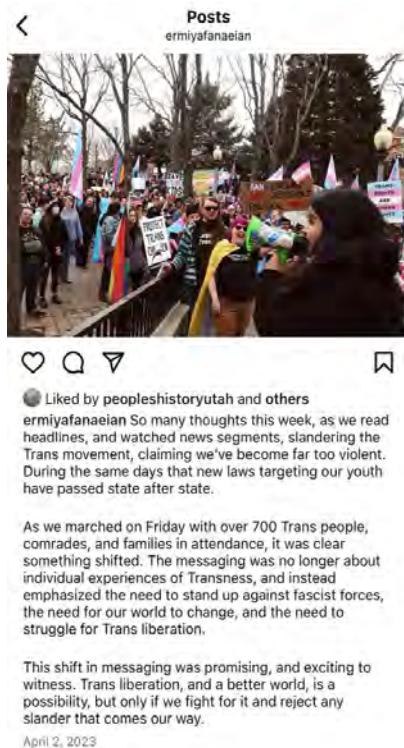 Posts
ermiyafanaeian
PROTECT
TRANS
TRANS
RIGHTS
ARE
HUMAN
Liked by peopleshistoryutah and others
ermiyafanaeian So many thoughts this week, as we read
headlines, and watched news segments, slandering the
Trans movement, claiming we've become far too violent.
During the same days that new laws targeting our youth
have passed state after state.
As we marched on Friday with over 700 Trans people,
comrades, and families in attendance, it was clear
something shifted. The messaging was no longer about
individual experiences of Transness, and instead
emphasized the need to stand up against fascist forces,
the need for our world to change, and the need to
struggle for Trans liberation.
This shift in messaging was promising, and exciting to
witness. Trans liberation, and a better world, is a
possibility, but only if we fight for it and reject any
slander that comes our way.
April 2, 2023